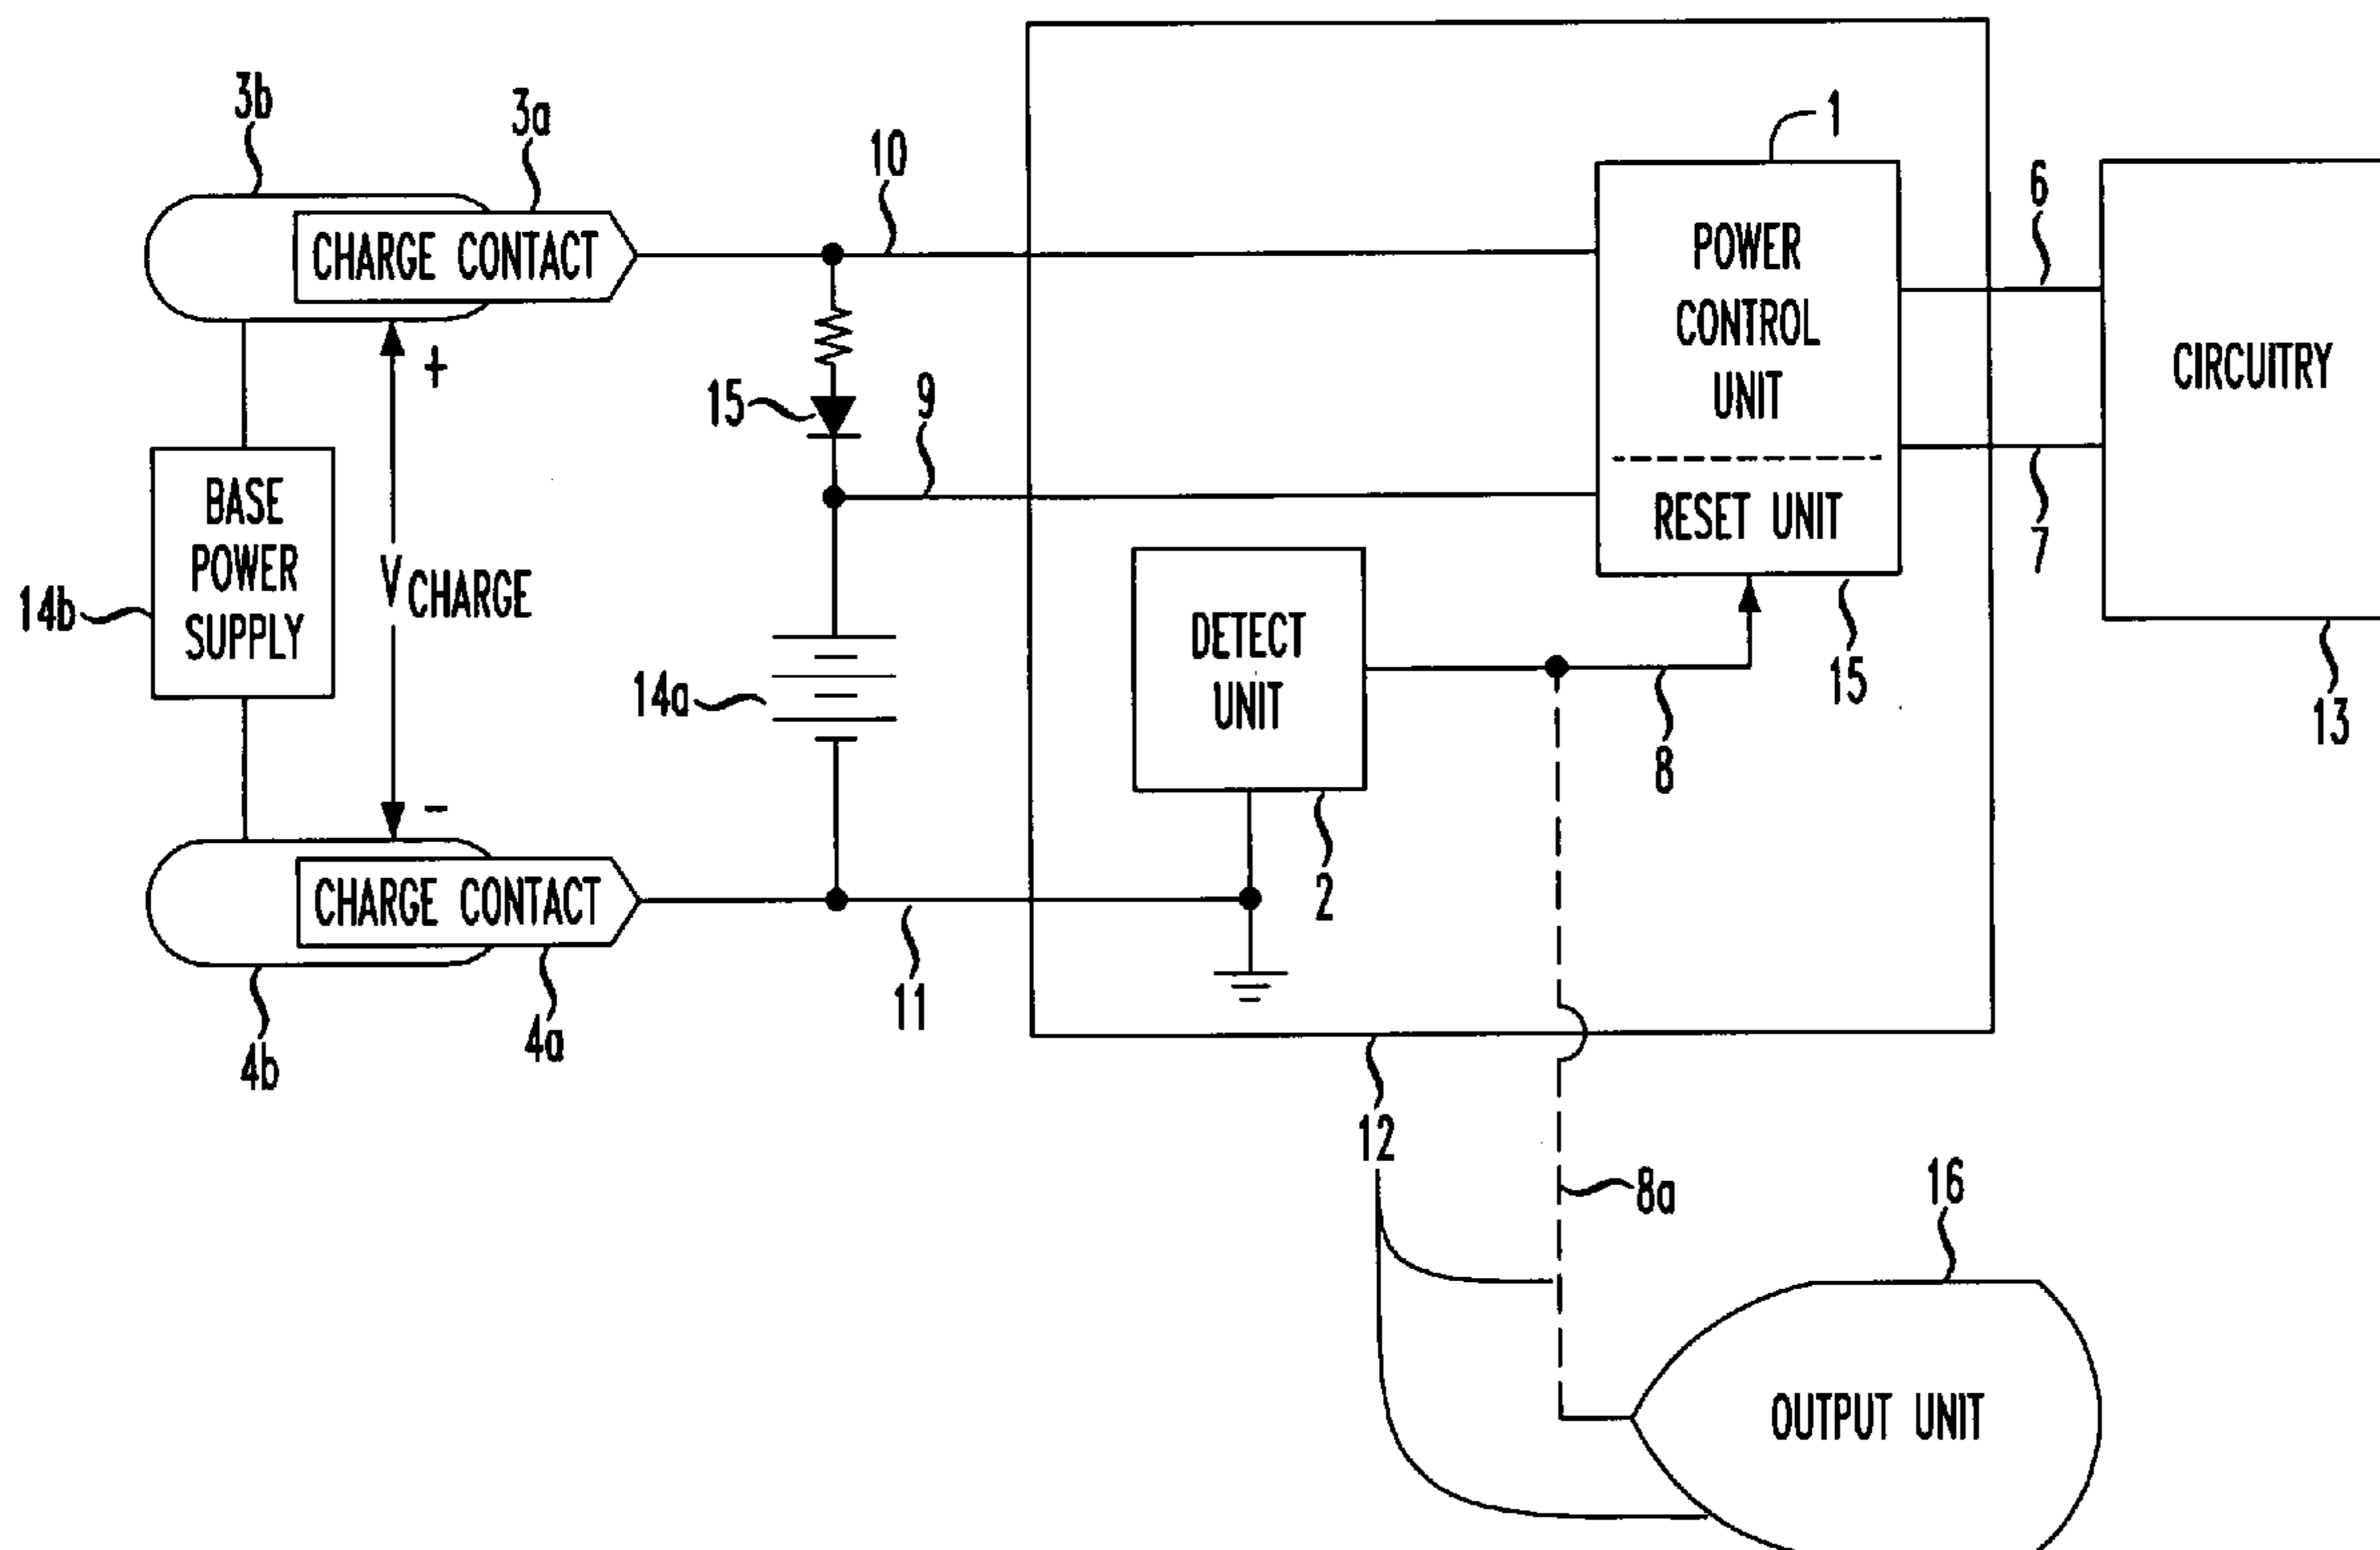 3b
3a
10
1
6
CHARGE CONTACT
POWER
CONTROL
UNIT
RESET UNIT
CIRCUITRY
+
15
9
7
BASE
POWER
SUPPLY
14b
V CHARGE
14a
DETECT
UNIT
8
15
13
-
CHARGE CONTACT
2
11
4a
4b
12
8a
16
OUTPUT UNIT